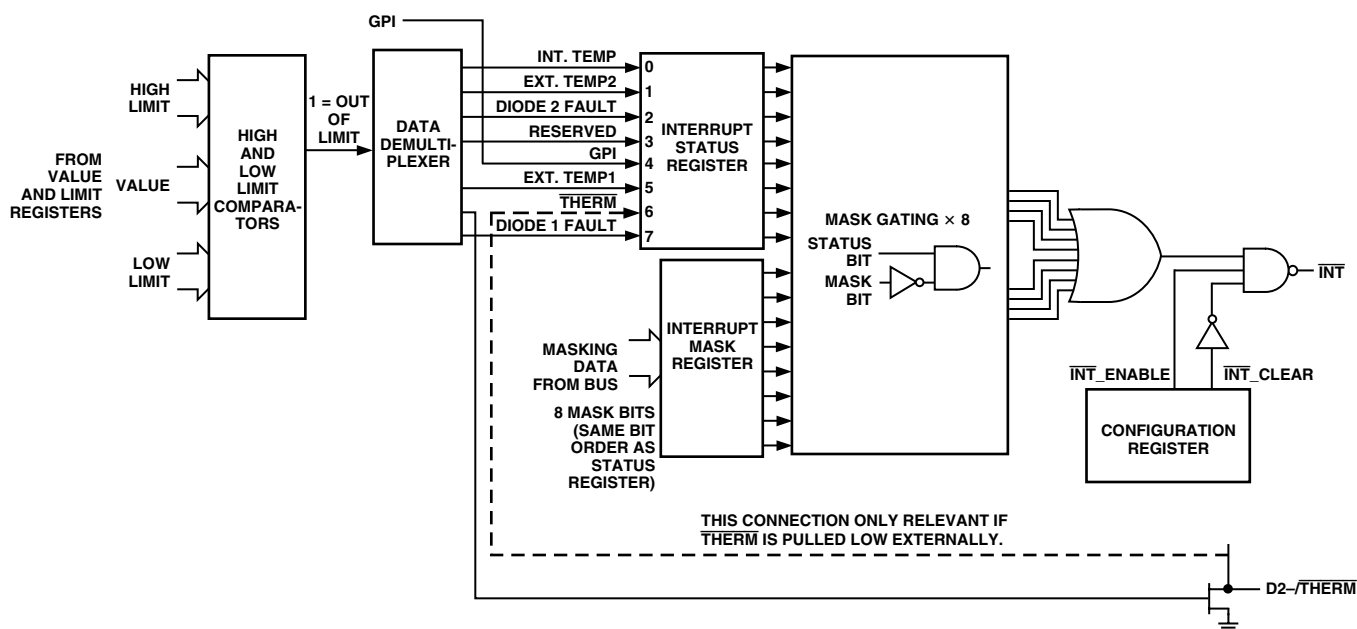 GPI
HIGH
LIMIT
FROM
VALUE
AND LIMIT
REGISTERS
VALUE
LOW
LIMIT
HIGH
AND
LOW
LIMIT
COMPARA-
TORS
1 = OUT
OF
LIMIT
DATA
DEMULTI-
PLEXER
INT. TEMP
EXT. TEMP2
DIODE 2 FAULT
RESERVED
GPI
EXT. TEMP1
THERM
DIODE 1 FAULT
0
1
2
3
4
5
6
7
INTERRUPT
STATUS
REGISTER
MASK GATING × 8
STATUS
BIT
MASK
BIT
INT
MASKING
DATA
FROM BUS
INTERRUPT
MASK
REGISTER
8 MASK BITS
(SAME BIT
ORDER AS
STATUS
REGISTER)
INT_ENABLE
INT_CLEAR
CONFIGURATION
REGISTER
THIS CONNECTION ONLY RELEVANT IF
THERM IS PULLED LOW EXTERNALLY.
D2–/THERM